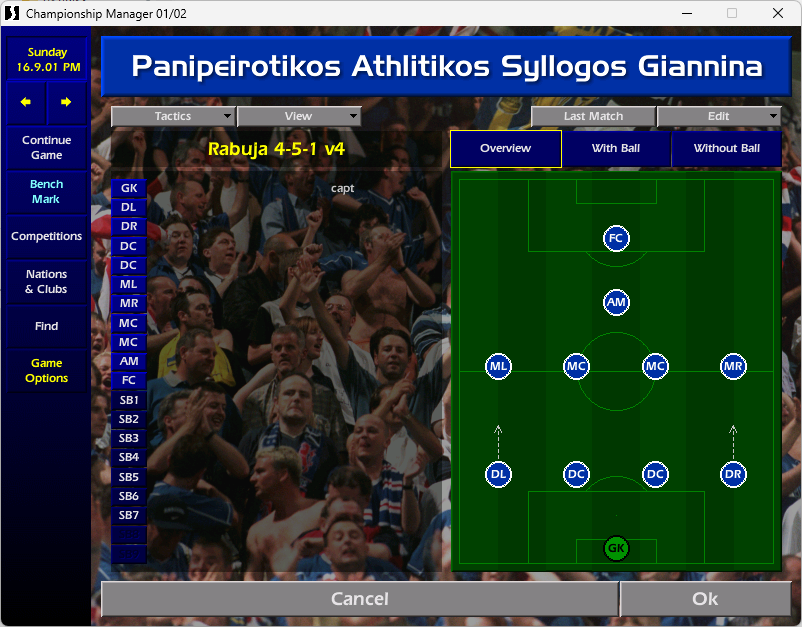 Championship Manager 01/02
Sunday
16.9.01 PM
Continue
Game
Bench
Mark
Competitions
Nations
& Clubs
Find
Game
Options
Panipeirotikos Athlitikos Syllogos Giannina
Tactics
View
Last Match
Edit
Rabuja 4-5-1 v4
Overview
With Ball
Without Ball
GK capt
DL
DR
DC
DC
ML
MR
MC
MC
AM
FC
SB1
SB2
SB3
SB4
SB5
SB6
SB7
FC
AM
ML MC MC MR
DL DC DC DR
GK
Cancel
Ok